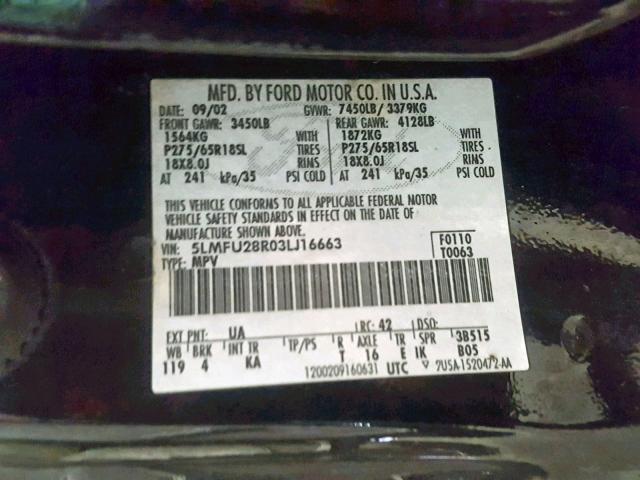 MFD. BY FORD MOTOR CO. IN U.S.A.
DATE: 09/02 GVWR: 7450LB/ 3379KG
FRONT GAWR: 3450LB REAR GAWR: 4128LB
1564KG WITH 1872KG WITH
P275/65R18SL TIRES P275/65R18SL TIRES
18X8.0J RIMS 18X8.0J RIMS
AT 241 kPa/35 PSI COLD AT 241 kPa/35 PSI COLD
THIS VEHICLE CONFORMS TO ALL APPLICABLE FEDERAL MOTOR
VEHICLE SAFETY STANDARDS IN EFFECT ON THE DATE OF
MANUFACTURE SHOWN ABOVE.
VIN: 5LMFU28R03LJ16663 F0110
TYPE: MPV T0063
EXT PNT: UA RC: 42 DSO:
WB BRK INT TR TP/PS R AXLE TR SPR 3B515
119 4 KA T 16 E IK B05
1200209160631 UTC 7U5A-1520472-AA